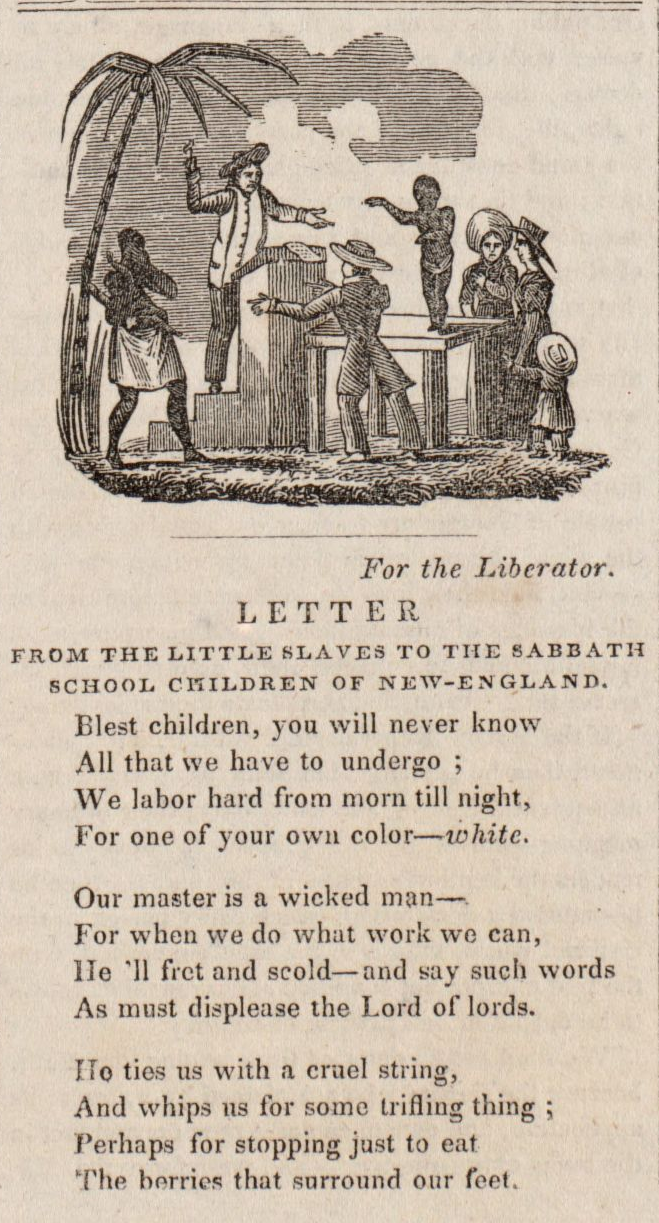 For the Liberator.
LETTER
FROM THE LITTLE SLAVES TO THE SABBATH
SCHOOL CHILDREN OF NEW-ENGLAND.
Blest children, you will never know
All that we have to undergo ;
We labor hard from morn till night,
For one of your own color—white.
Our master is a wicked man—
For when we do what work we can,
He 'll fret and scold—and say such words
As must displease the Lord of lords.
He ties us with a cruel string,
And whips us for some trifling thing ;
Perhaps for stopping just to eat
The berries that surround our feet.